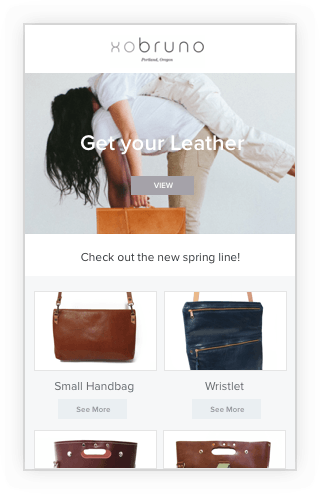 xobruno
Portland, Oregon
Get your Leather
VIEW
Check out the new spring line!
Small Handbag
Wristlet
See More
See More